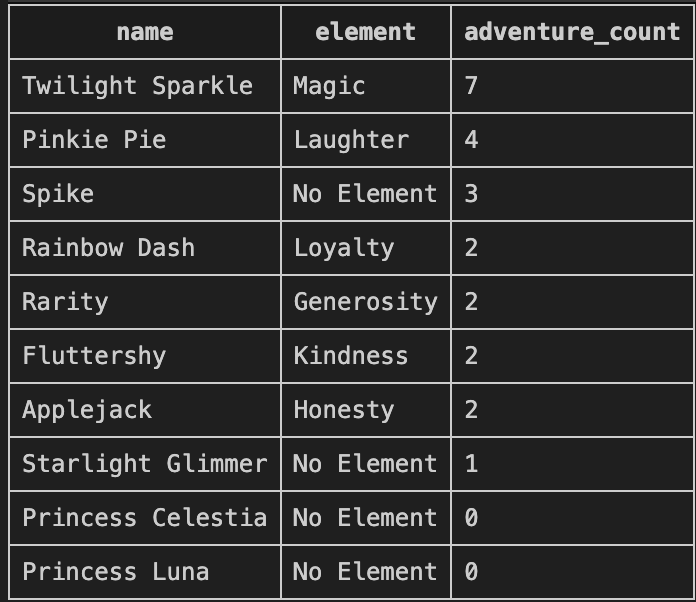 name element adventure_count
Twilight Sparkle Magic 7
Pinkie Pie Laughter 4
Spike No Element 3
Rainbow Dash Loyalty 2
Rarity Generosity 2
Fluttershy Kindness 2
Applejack Honesty 2
Starlight Glimmer No Element 1
Princess Celestia No Element 0
Princess Luna No Element 0